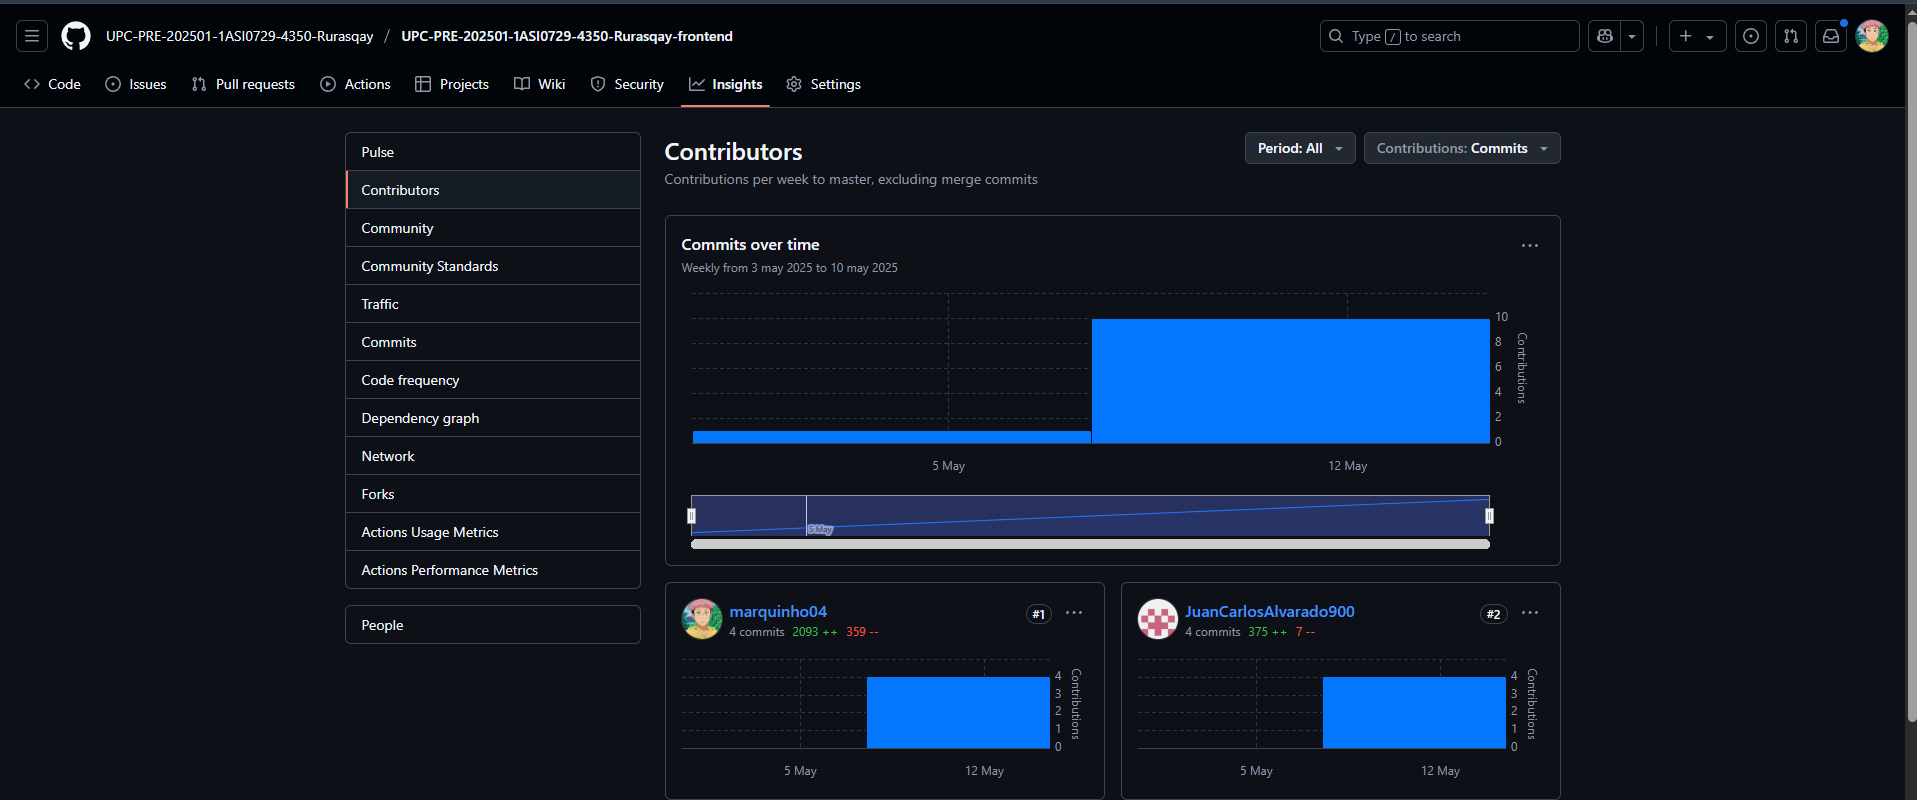 UPC-PRE-202501-1ASI0729-4350-Rurasqay / UPC-PRE-202501-1ASI0729-4350-Rurasqay-frontend
Type / to search
Code Issues Pull requests Actions Projects Wiki Security Insights Settings
Pulse
Contributors
Community
Community Standards
Traffic
Commits
Code frequency
Dependency graph
Network
Forks
Actions Usage Metrics
Actions Performance Metrics
People
Contributors
Period: All
Contributions: Commits
Contributions per week to master, excluding merge commits
Commits over time
Weekly from 3 may 2025 to 10 may 2025
10
8
6
4
2
0
Contributions
5 May 12 May
5 May
marquinho04
#1
4 commits 2093 ++ 359 --
4
3
2
1
0
Contributions
5 May 12 May
JuanCarlosAlvarado900
#2
4 commits 375 ++ 7 --
4
3
2
1
0
Contributions
5 May 12 May